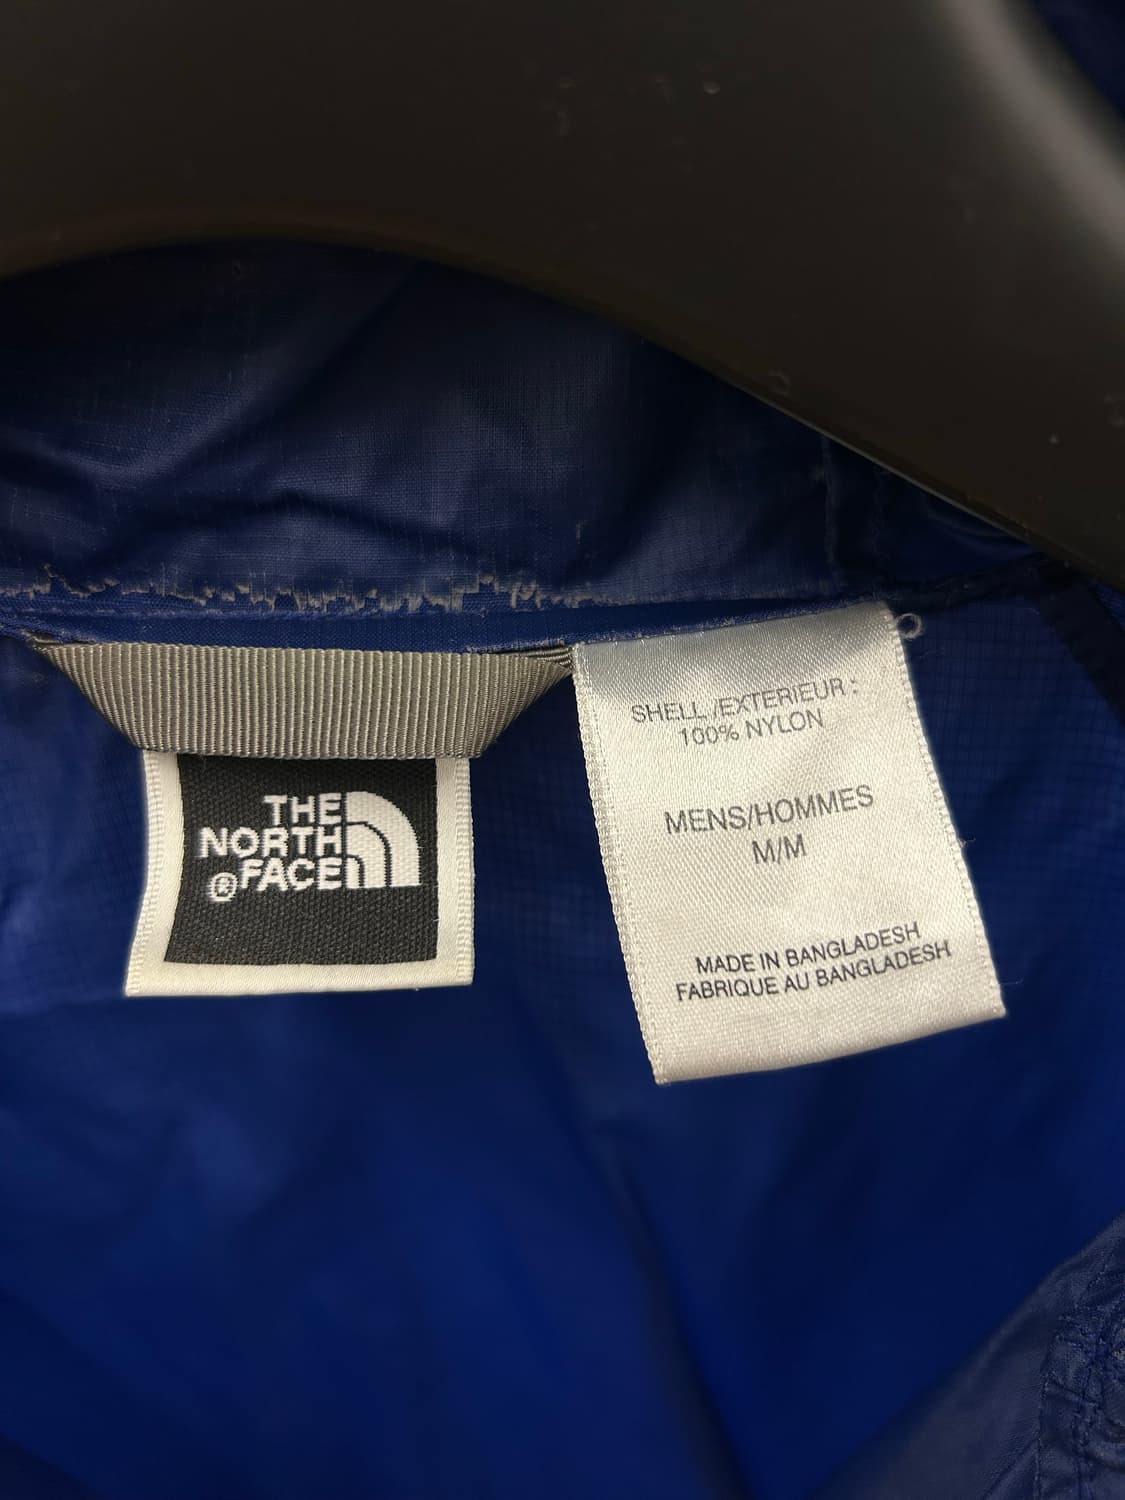 THE
NORTH
® FACE
SHELL /EXTERIEUR :
100% NYLON
MENS/HOMMES
M/M
MADE IN BANGLADESH
FABRIQUE AU BANGLADESH